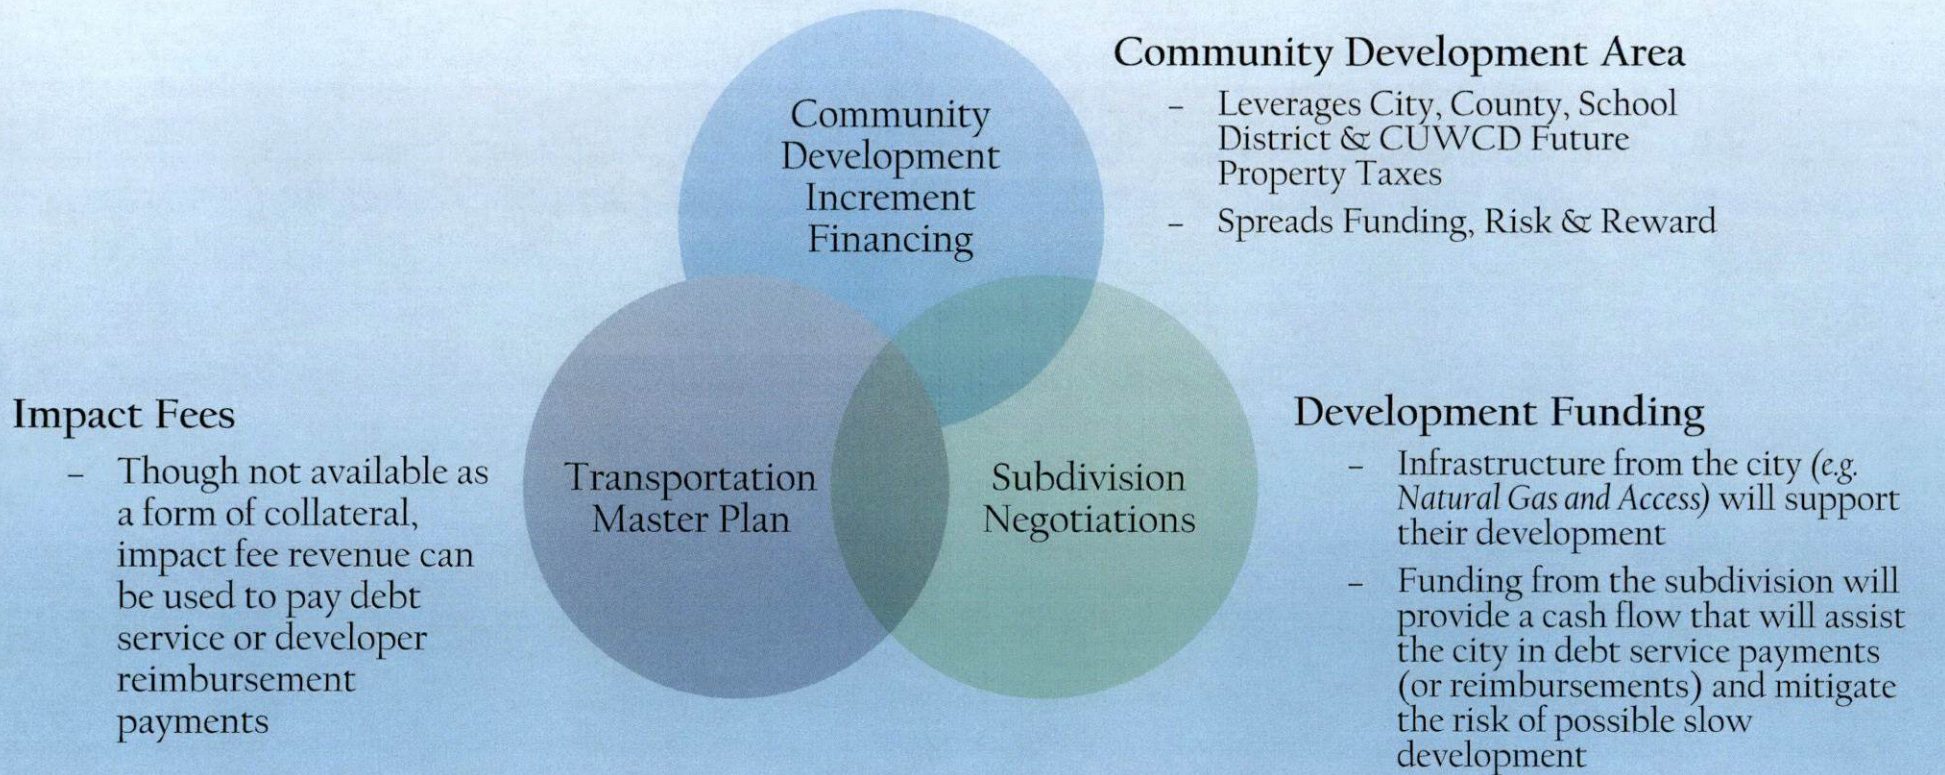 Community
Development
Increment
Financing
Community Development Area
- Leverages City, County, School
District & CUWCD Future
Property Taxes
- Spreads Funding, Risk & Reward
Impact Fees
- Though not available as
a form of collateral,
impact fee revenue can
be used to pay debt
service or developer
reimbursement
payments
Transportation
Master Plan
Subdivision
Negotiations
Development Funding
- Infrastructure from the city (e.g.
Natural Gas and Access) will support
their development
- Funding from the subdivision will
provide a cash flow that will assist
the city in debt service payments
(or reimbursements) and mitigate
the risk of possible slow
development